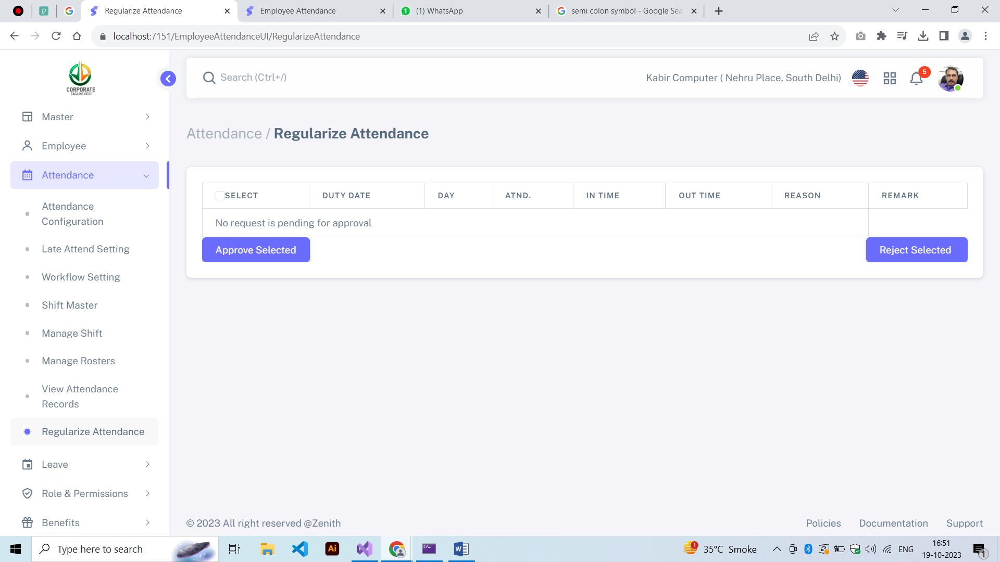 Regularize Attendance
Employee Attendance
(1) WhatsApp
semi colon symbol - Google Sea
localhost:7151/EmployeeAttendanceUI/RegularizeAttendance
CORPORATE
TAGLINE HERE
Search (Ctrl+/)
Kabir Computer ( Nehru Place, South Delhi)
5
Master
Employee
Attendance
Attendance
Configuration
Late Attend Setting
Workflow Setting
Shift Master
Manage Shift
Manage Rosters
View Attendance
Records
Regularize Attendance
Leave
Role & Permissions
Benefits
Attendance / Regularize Attendance
SELECT DUTY DATE DAY ATND. IN TIME OUT TIME REASON REMARK
No request is pending for approval
Approve Selected
Reject Selected
© 2023 All right reserved @Zenith
Policies Documentation Support
Type here to search
Ai
1
35°C Smoke
ENG
16:51
19-10-2023
1